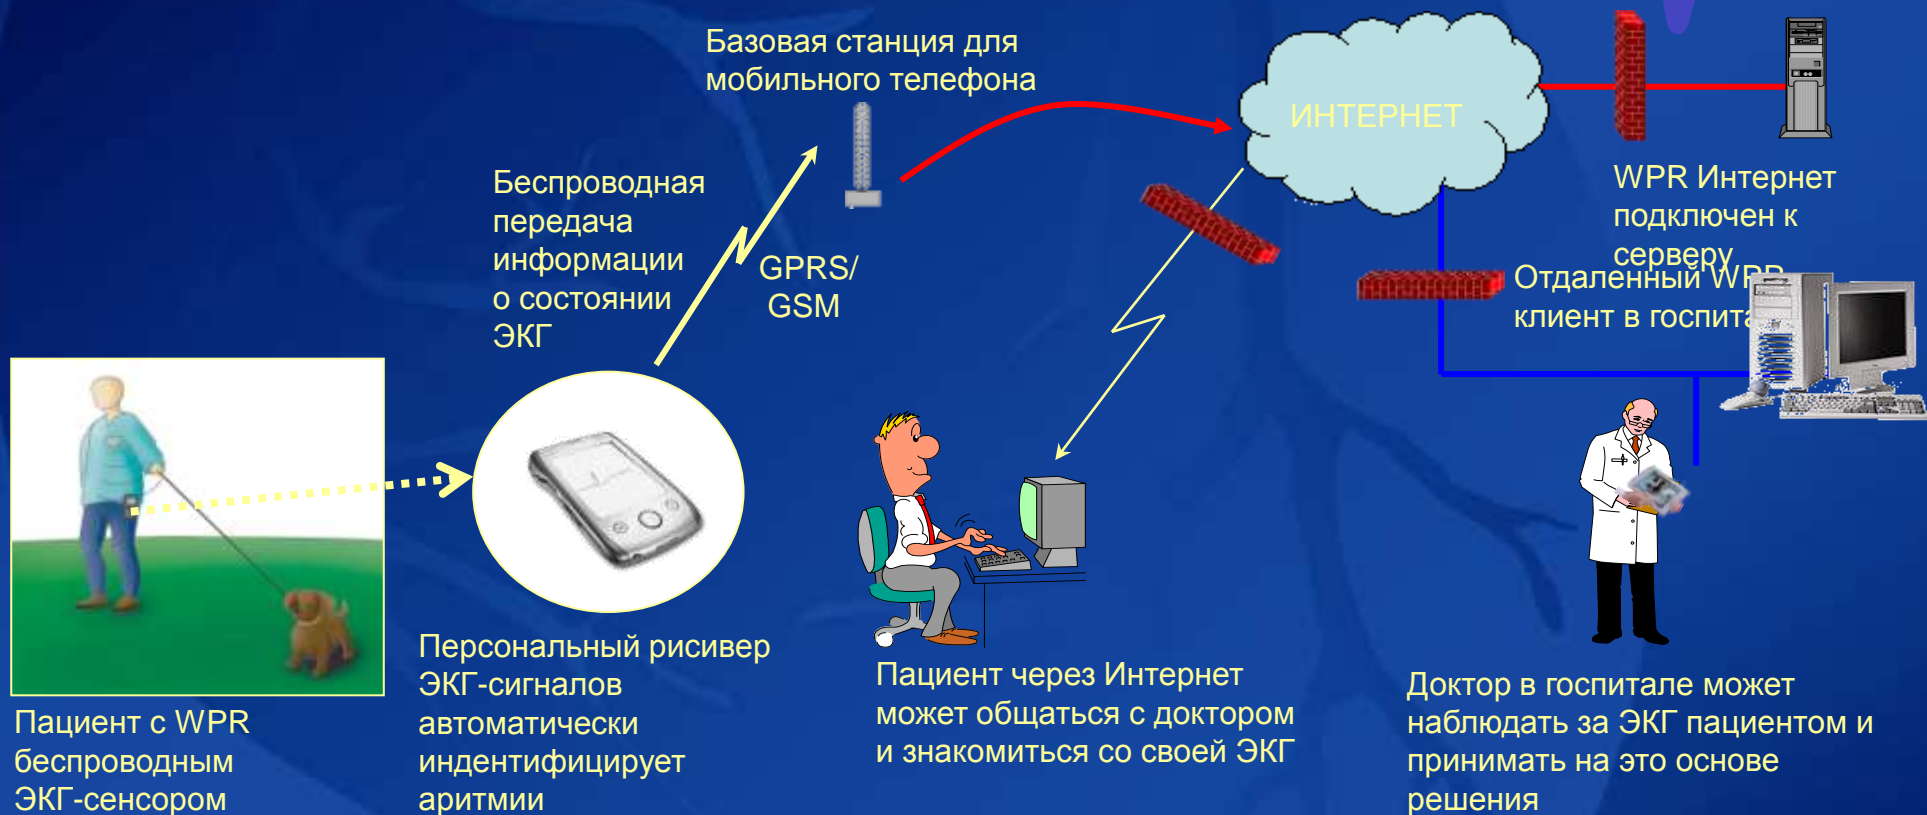 Базовая станция для
мобильного телефона
ИНТЕРНЕТ
Беспроводная
передача
информации
о состоянии
ЭКГ
GPRS/
GSM
WPR Интернет
подключен к
серверу
Отдаленный WPR
клиент в
Пациент с WPR
беспроводным
ЭКГ-сенсором
Персональный рисивер
ЭКГ-сигналов
автоматически
индентифицирует
аритмии
Пациент через Интернет
может общаться с доктором
и знакомиться со своей ЭКГ
Доктор в госпитале может
наблюдать за ЭКГ пациентом и
принимать на это основе
решения